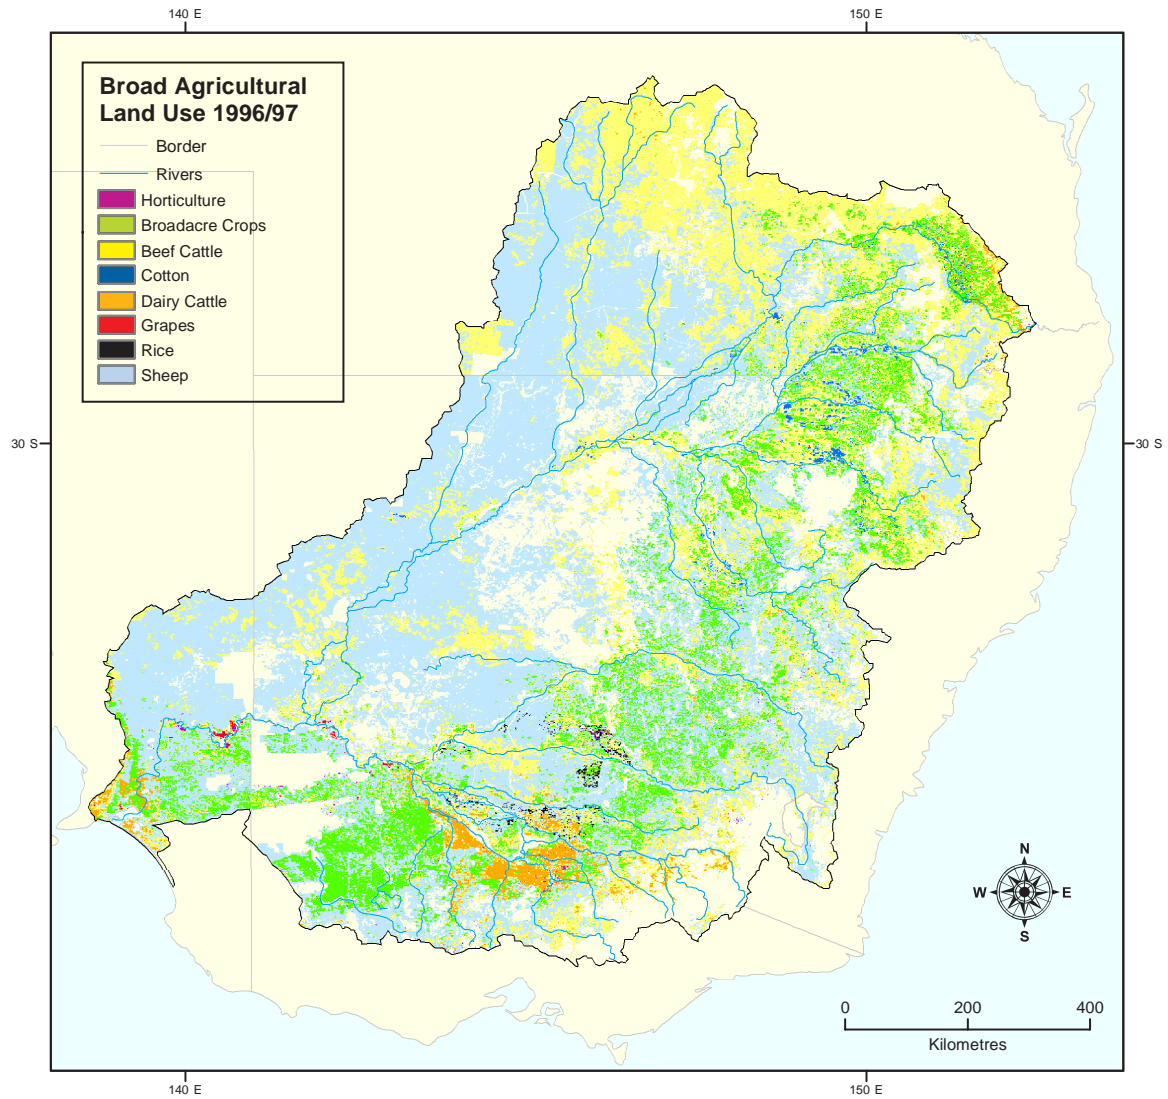 140 E
150 E
Broad Agricultural
Land Use 1996/97
Border
Rivers
Horticulture
Broadacre Crops
Beef Cattle
Cotton
Dairy Cattle
Grapes
Rice
Sheep
30 S
30 S
N
W
E
S
0
200
400
Kilometres
140 E
150 E